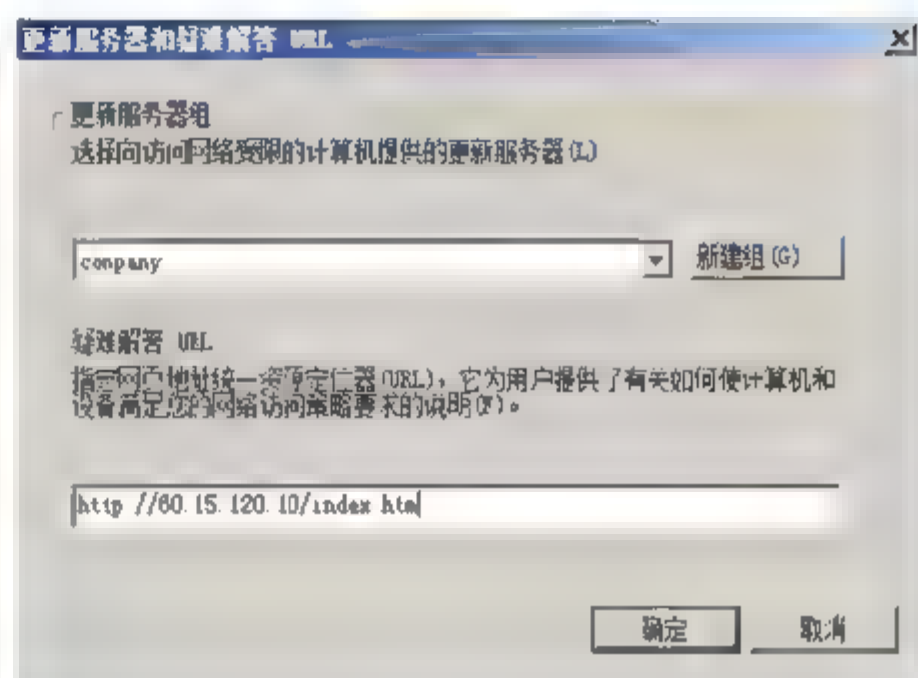 更新服务器和疑难解答 URL
更新服务器组
选择向访问网络受限的计算机提供的更新服务器(L)
conpany
新建组(G)
疑难解答 URL
指定网页地址统一资源定位器(URL)，它为用户提供了有关如何使计算机和
设备满足您的网络访问策略要求的说明(P)。
http //60.15.120.10/index htm
确定
取消